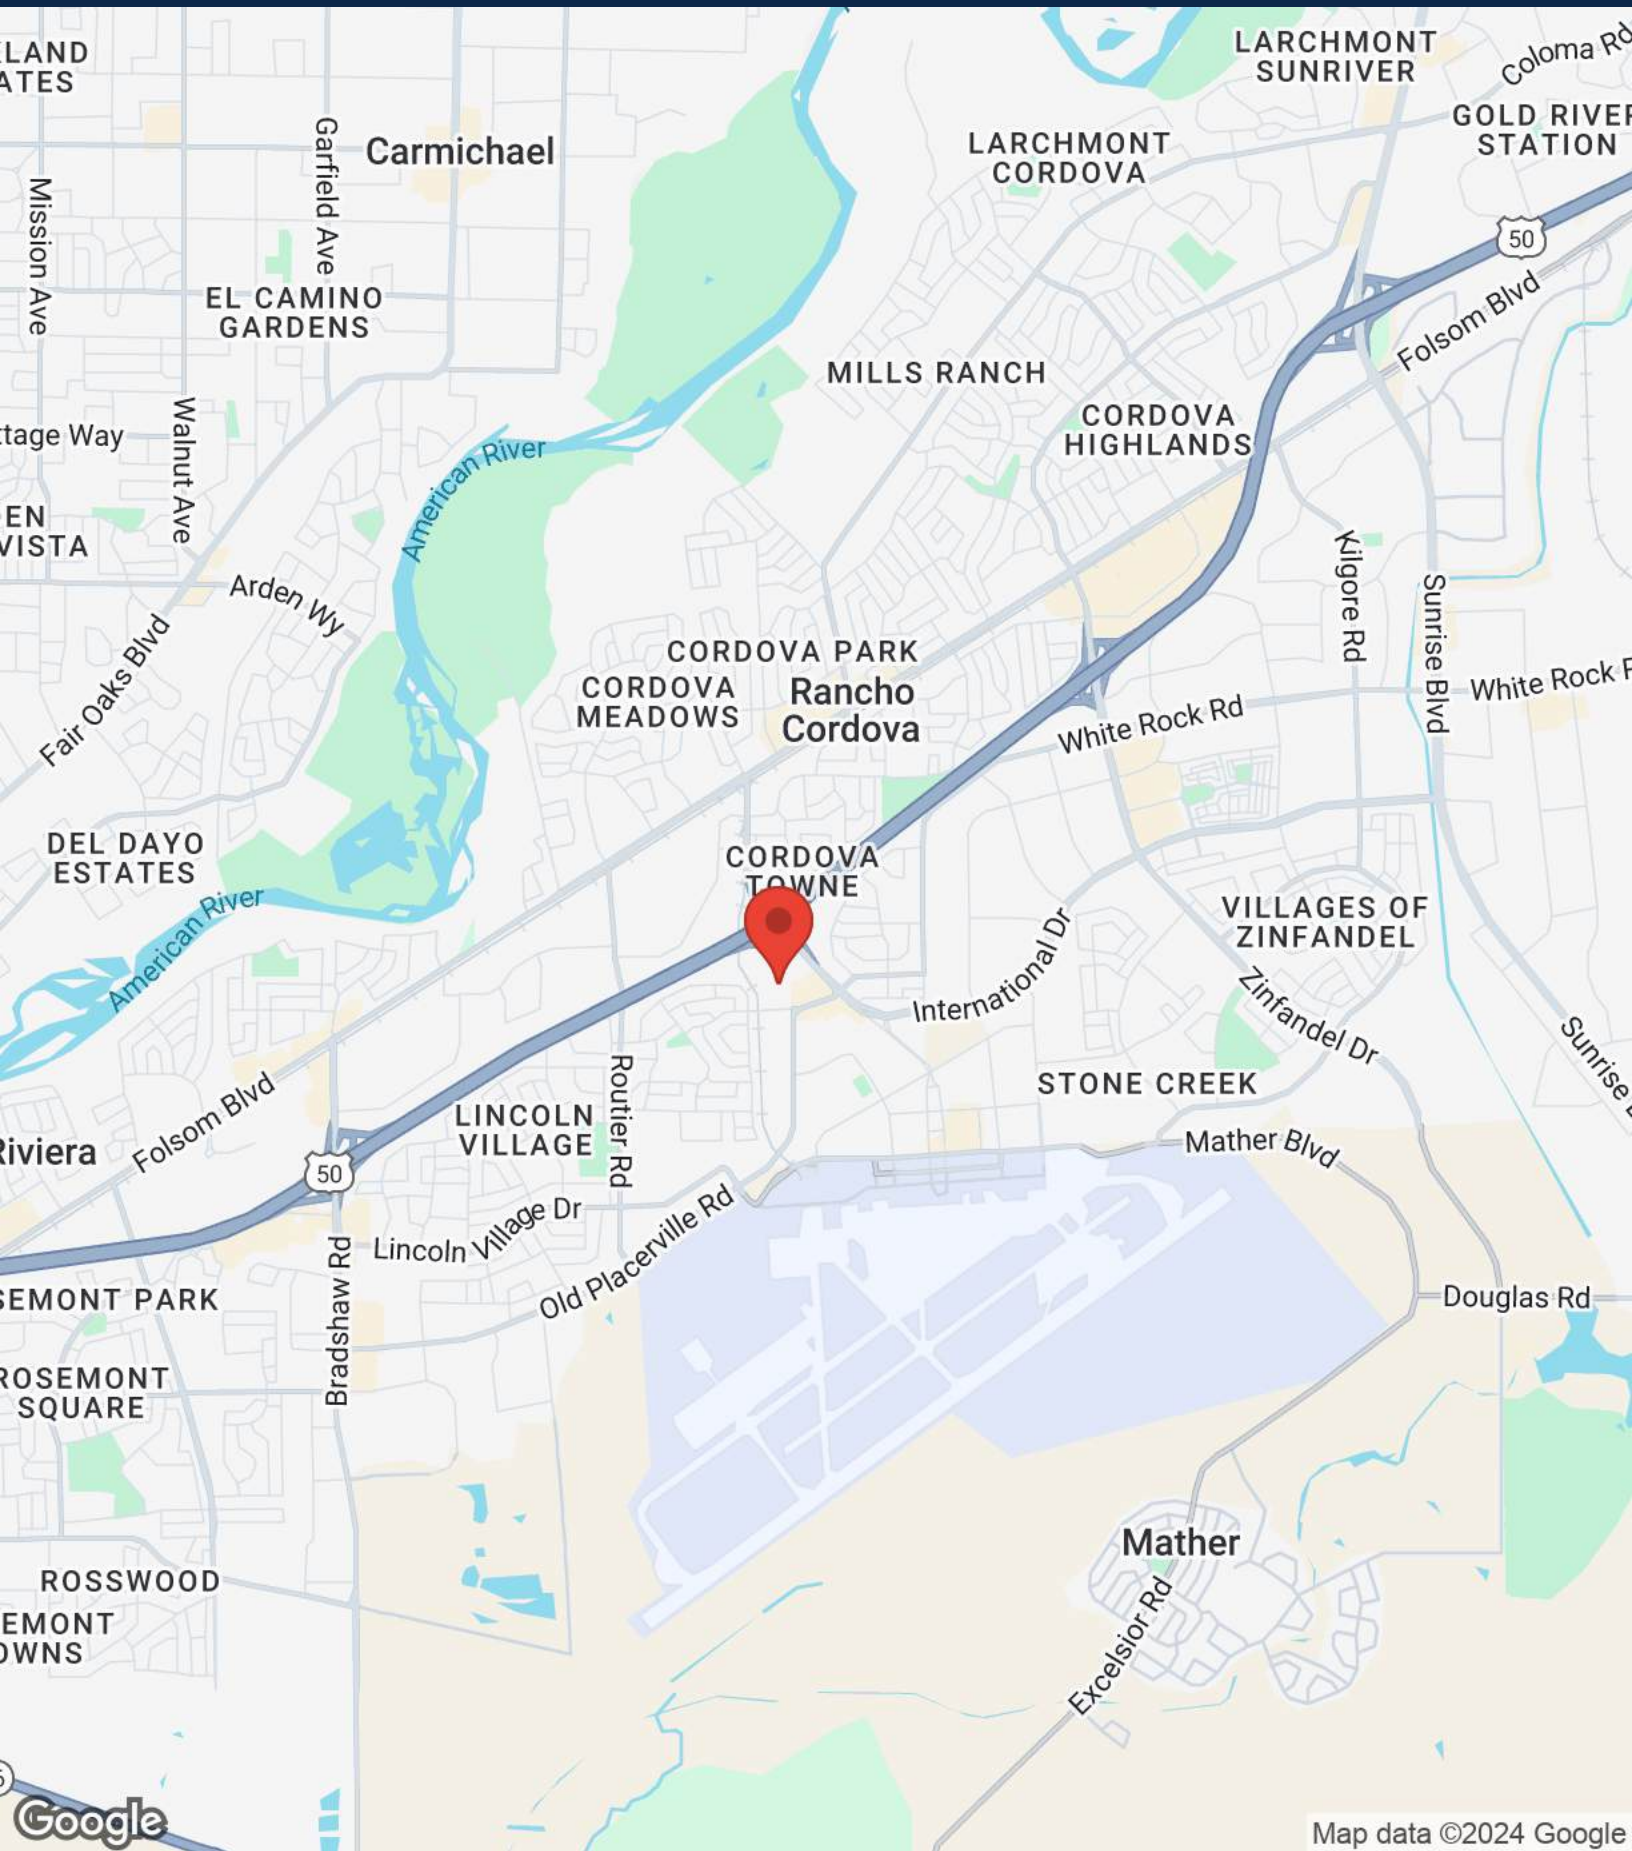 LAND
ATES
LARCHMONT
SUNRIVER
Coloma Rd
GOLD RIVER
STATION
Garfield Ave
Carmichael
LARCHMONT
CORDOVA
Mission Ave
50
EL CAMINO
GARDENS
Folsom Blvd
MILLS RANCH
Walnut Ave
CORDOVA
HIGHLANDS
ttage Way
American River
EN
VISTA
Kilgore Rd
Arden Wy
Sunrise Blvd
Fair Oaks Blvd
CORDOVA PARK
CORDOVA
MEADOWS
Rancho
Cordova
White Rock R
White Rock Rd
DEL DAYO
ESTATES
CORDOVA
TOWNE
American River
VILLAGES OF
ZINFANDEL
International Dr
Zinfandel Dr
Sunrise B
Folsom Blvd
Routier Rd
STONE CREEK
LINCOLN
VILLAGE
Riviera
50
Mather Blvd
Lincoln Village Dr
Old Placerville Rd
Bradshaw Rd
SEMONT PARK
Douglas Rd
ROSEMONT
SQUARE
Mather
ROSSWOOD
EMONT
OWNS
Excelsior Rd
Google
Map data ©2024 Google